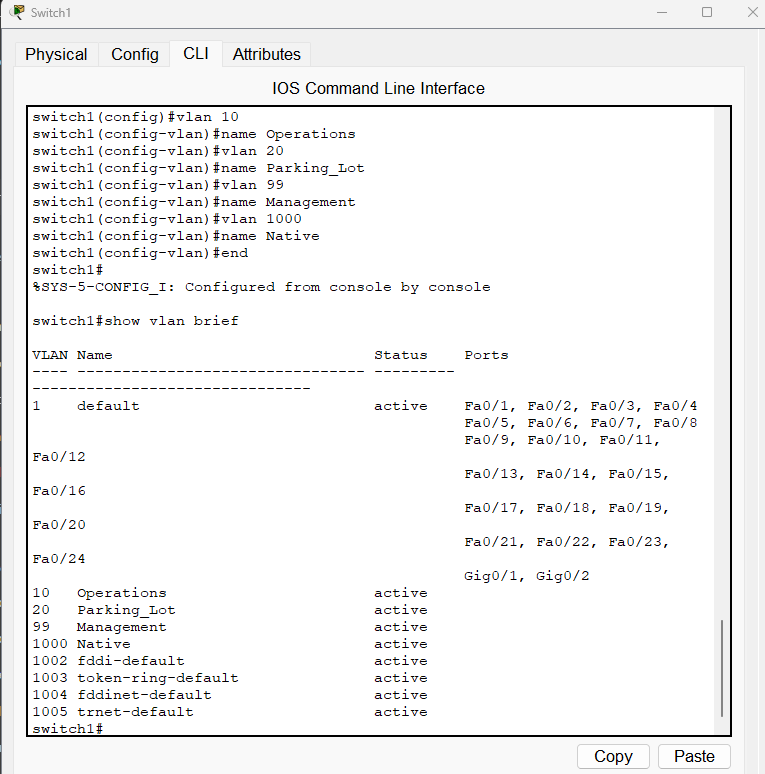 Switch1
Physical Config CLI Attributes
IOS Command Line Interface
switch1(config)#vlan 10
switch1(config-vlan)#name Operations
switch1(config-vlan)#vlan 20
switch1(config-vlan)#name Parking_Lot
switch1(config-vlan)#vlan 99
switch1(config-vlan)#name Management
switch1(config-vlan)#vlan 1000
switch1(config-vlan)#name Native
switch1(config-vlan)#end
switch1#
%SYS-5-CONFIG_I: Configured from console by console
switch1#show vlan brief
VLAN Name                             Status    Ports
---- -------------------------------- ---------
-------------------------------
1    default                          active    Fa0/1, Fa0/2, Fa0/3, Fa0/4
                                                Fa0/5, Fa0/6, Fa0/7, Fa0/8
                                                Fa0/9, Fa0/10, Fa0/11,
Fa0/12
                                                Fa0/13, Fa0/14, Fa0/15,
Fa0/16
                                                Fa0/17, Fa0/18, Fa0/19,
Fa0/20
                                                Fa0/21, Fa0/22, Fa0/23,
Fa0/24
                                                Gig0/1, Gig0/2
10   Operations                       active
20   Parking_Lot                      active
99   Management                       active
1000 Native                           active
1002 fddi-default                     active
1003 token-ring-default               active
1004 fddinet-default                  active
1005 trnet-default                    active
switch1#
Copy Paste